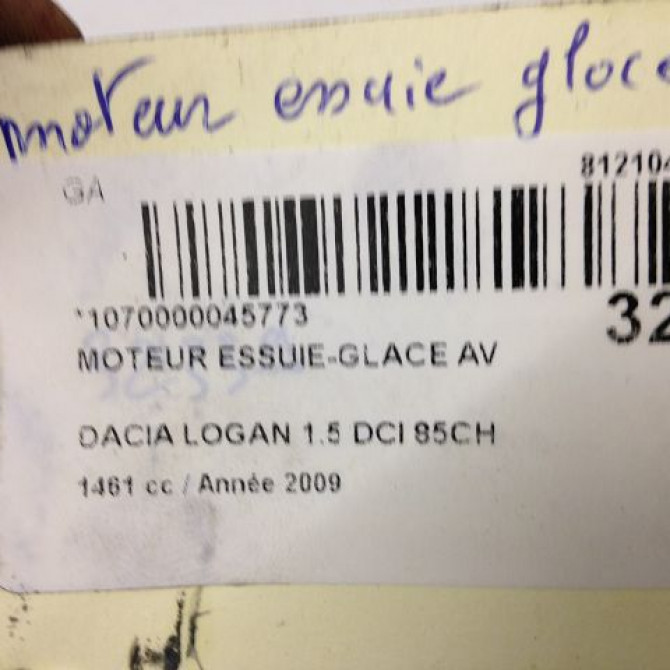 moteur essuie glace
GA
812104
*1070000045773
32
MOTEUR ESSUIE-GLACE AV
DACIA LOGAN 1.5 DCI 85CH
1461 cc / Année 2009